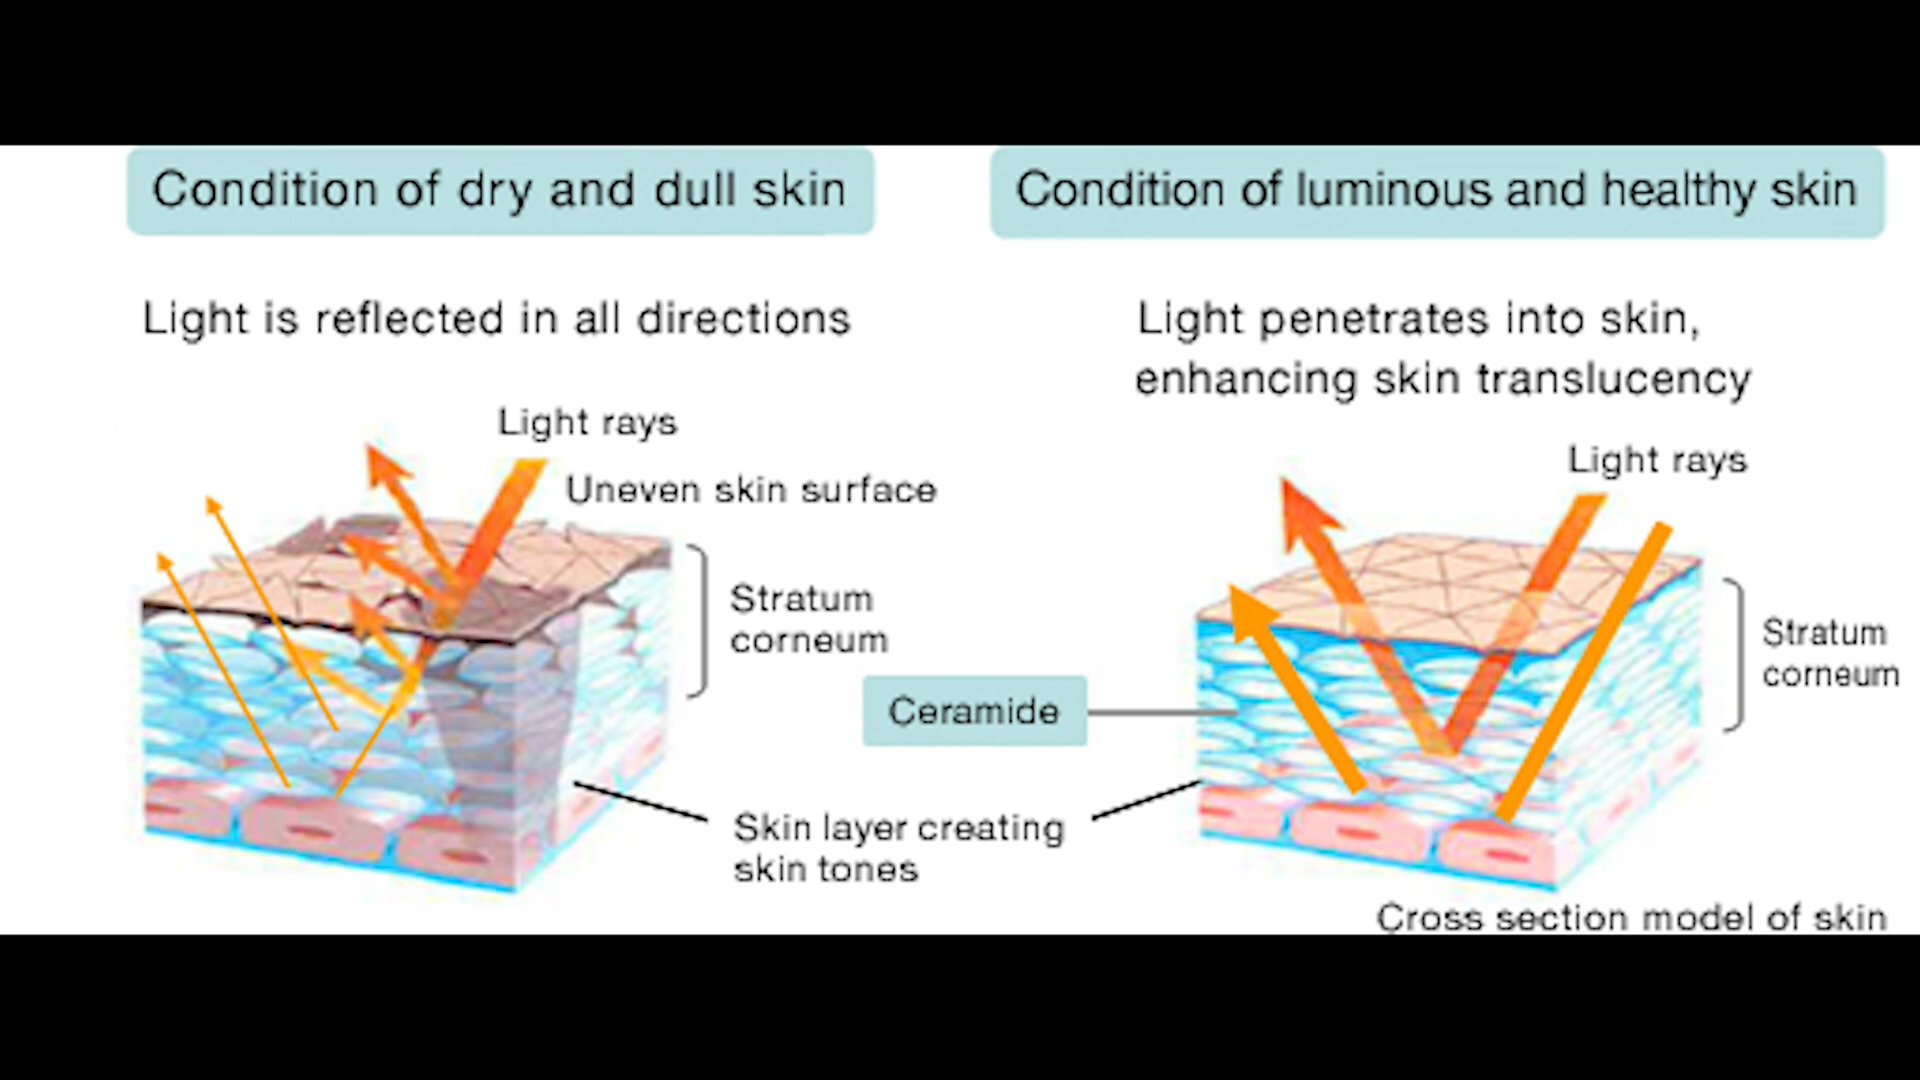 Condition of dry and dull skin
Light is reflected in all directions
Light rays
Uneven skin surface
Stratum
corneum
Condition of luminous and healthy skin
Light penetrates into skin,
enhancing skin translucency
Light rays
Stratum
corneum
Ceramide
Skin layer creating
skin tones
Cross section model of skin